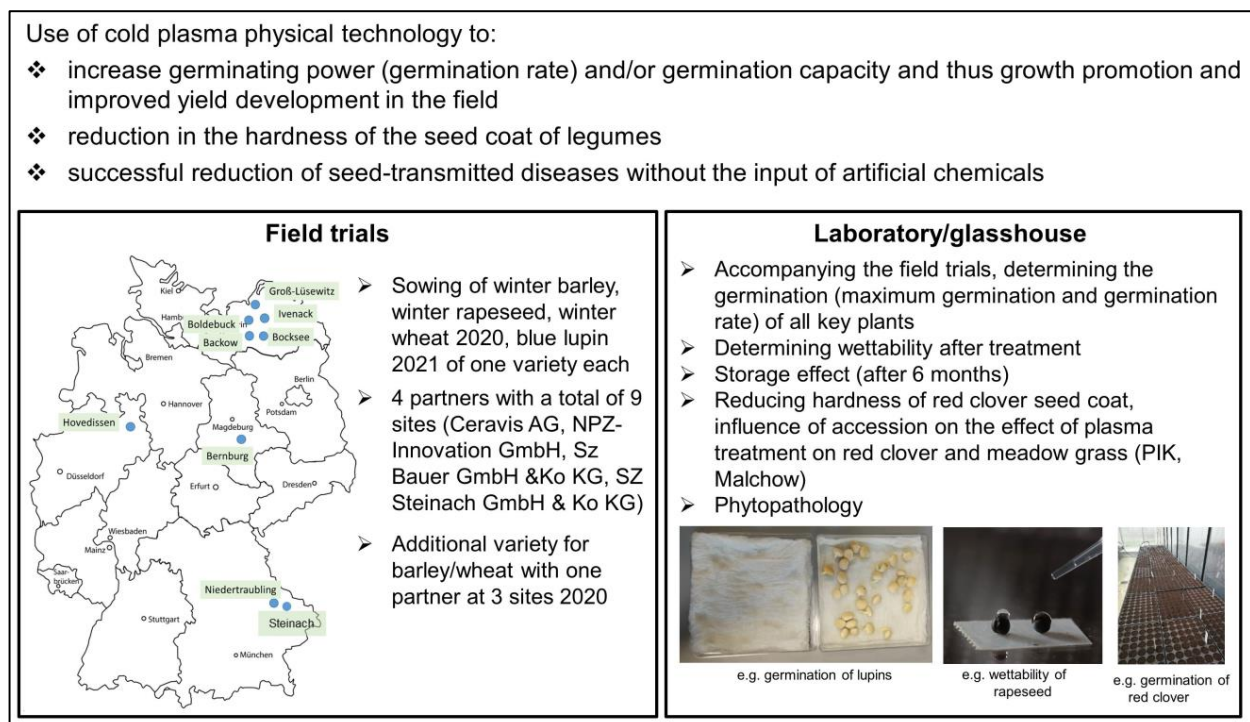 Use of cold plasma physical technology to:
❖ increase germinating power (germination rate) and/or germination capacity and thus growth promotion and
improved yield development in the field
❖ reduction in the hardness of the seed coat of legumes
❖ successful reduction of seed-transmitted diseases without the input of artificial chemicals
Field trials
Kiel
Groß-Lüsewitz
Hamb
Boldebuck
in
Ivenack
Backow
Bocksee
Bremen
Berlin
Hannover
Potsdam
Hovedissen
Magdeburg
Bernburg
Düsseldorf
Erfurt
Dresden
Wiesbaden
Mainz
Saar-
brücken
Niedertraubling
Steinach
Stuttgart
München
➢ Sowing of winter barley,
winter rapeseed, winter
wheat 2020, blue lupin
2021 of one variety each
➢ 4 partners with a total of 9
sites (Ceravis AG, NPZ-
Innovation GmbH, Sz
Bauer GmbH &Ko KG, SZ
Steinach GmbH & Ko KG)
➢ Additional variety for
barley/wheat with one
partner at 3 sites 2020
Laboratory/glasshouse
➢ Accompanying the field trials, determining the
germination (maximum germination and germination
rate) of all key plants
➢ Determining wettability after treatment
➢ Storage effect (after 6 months)
➢ Reducing hardness of red clover seed coat,
influence of accession on the effect of plasma
treatment on red clover and meadow grass (PIK,
Malchow)
➢ Phytopathology
e.g. germination of lupins
e.g. wettability of
rapeseed
e.g. germination of
red clover